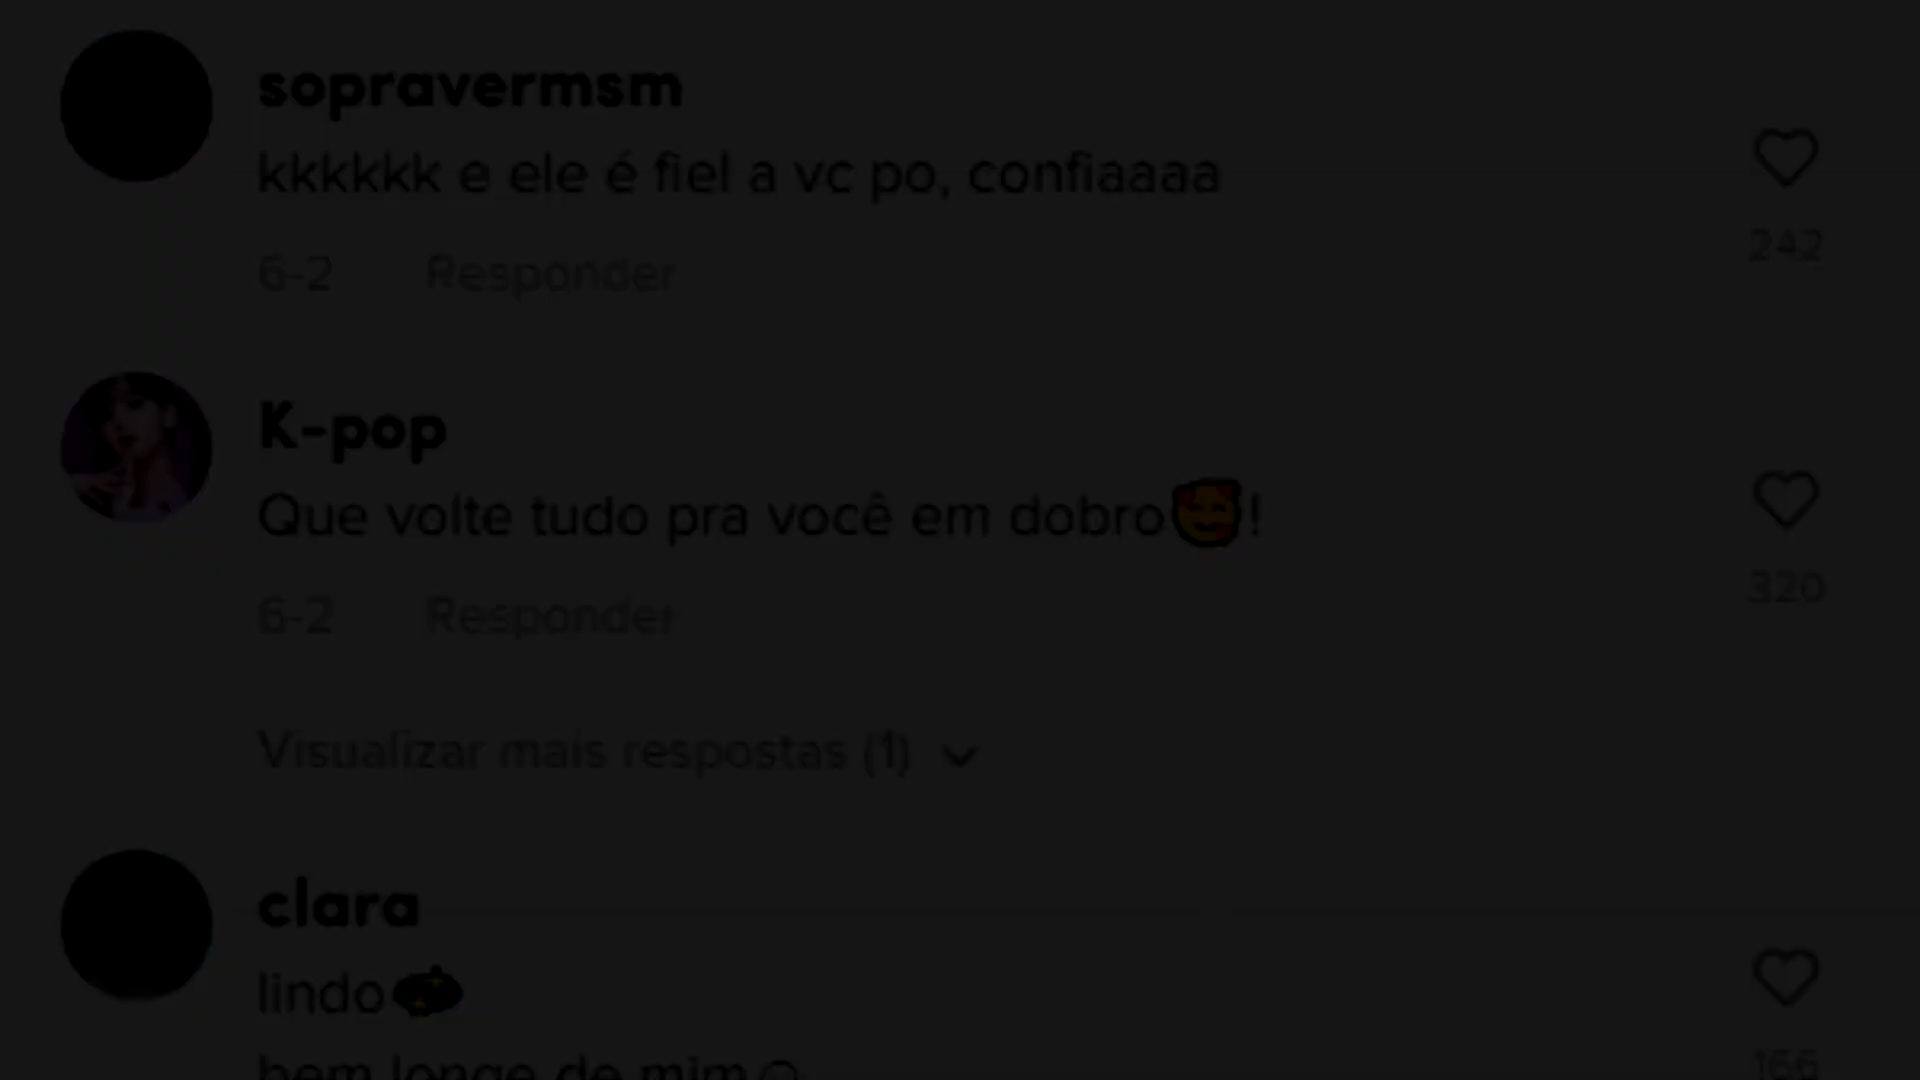 sopravermsm
kkkkkk e ele é fiel a vc po, confiaaaa
242
6-2 Responder
K-pop
Que volte tudo pra você em dobro🥰!
320
6-2 Responder
Visualizar mais respostas (1)
clara
lindo
bem longe de mim
166